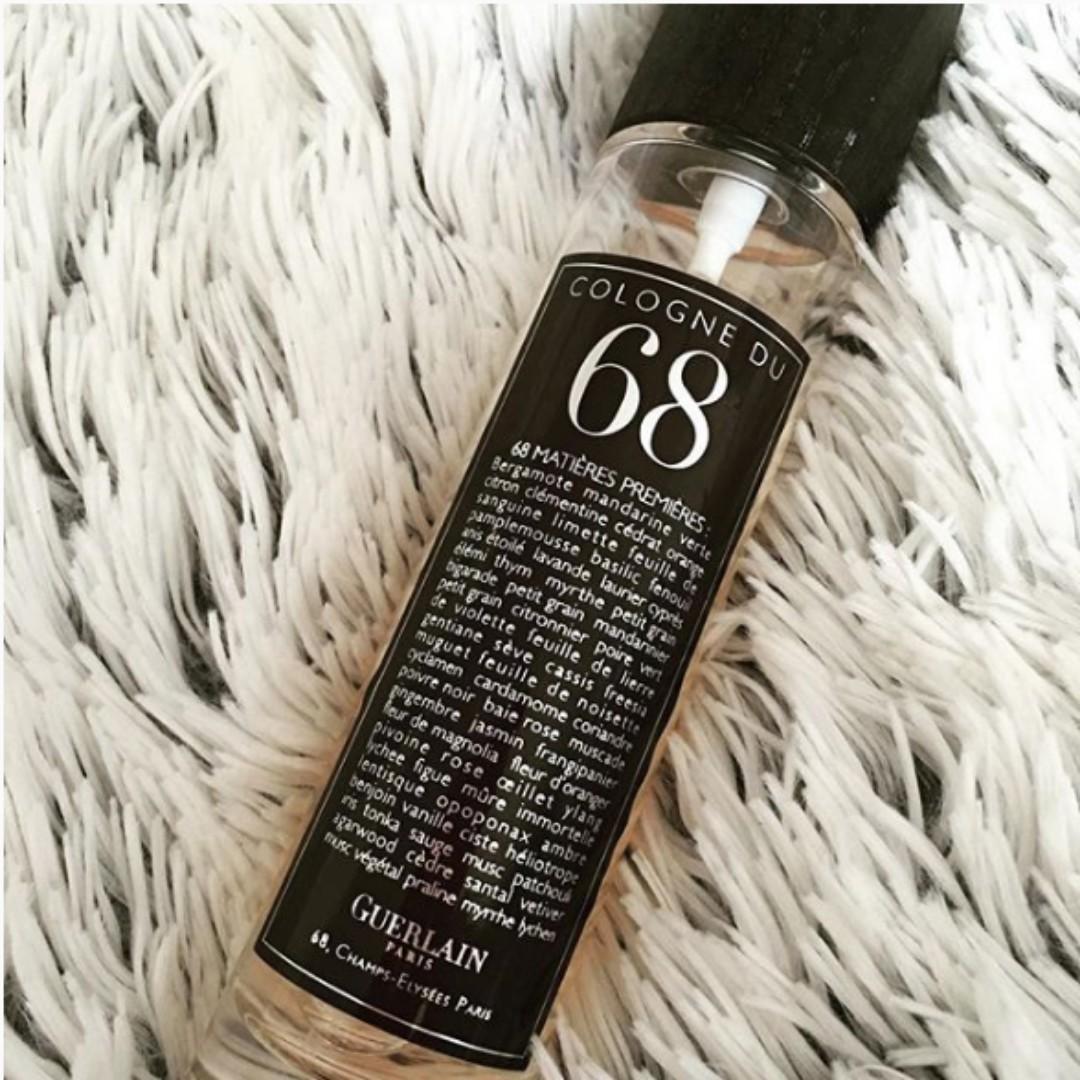 COLOGNE DU
68
68 MATIÈRES PREMIÈRES:
Bergamote mandarine verte
citron clémentine cédrat orange
sanguine limette feuille de
pamplemousse basilic fenouil
anis étoilé lavande laurier cyprès
élémi thym myrrhe petit grain
bigarade petit grain mandarinier
petit grain citronnier poire vert
de violette feuille de lierre
gentiane sève cassis freesia
muguet feuille de noisette
cyclamen cardamome coriandre
poivre noir baie rose muscade
gingembre jasmin frangipanier
fleur de magnolia fleur d'oranger
pivoine rose œillet ylang
lychee figue mûre immortelle
lentisque opoponax ambre
benjoin vanille ciste héliotrope
iris tonka sauge musc patchouli
agarwood cèdre santal vetiver
musc végétal praline myrrhe lychen
GUERLAIN
PARIS
68, CHAMPS-ELYSÉES PARIS